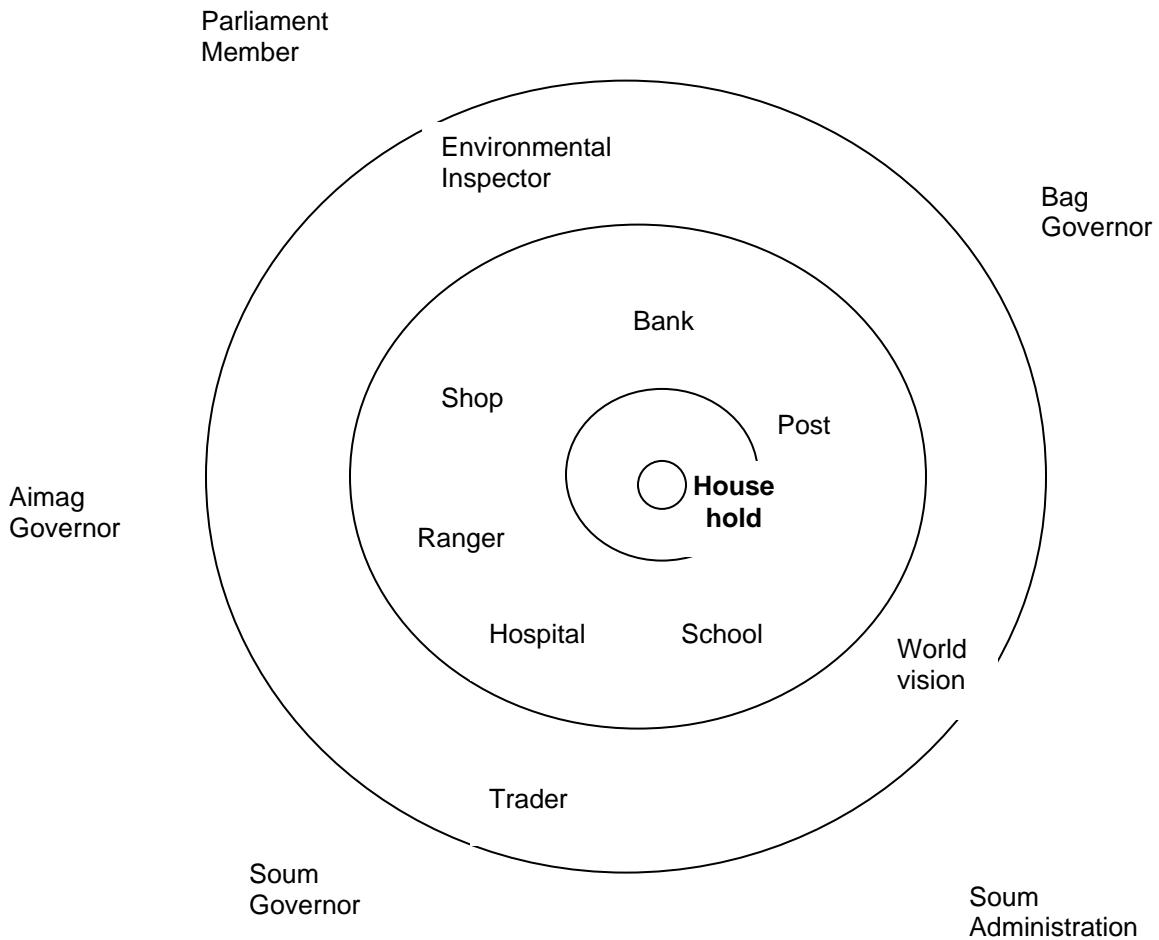 Parliament
Member
Environmental
Inspector
Bag
Governor
Bank
Shop
Post
House
hold
Aimag
Governor
Ranger
Hospital
School
World
vision
Trader
Soum
Governor
Soum
Administration